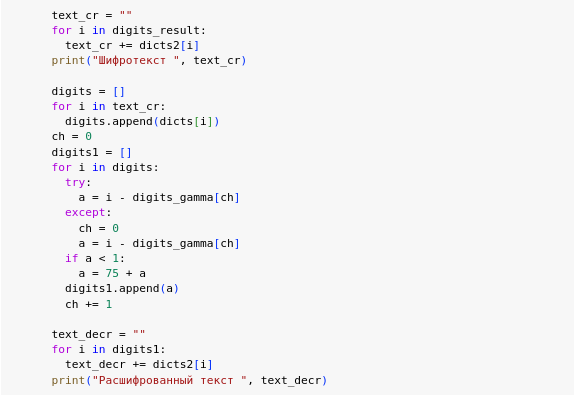 text_cr = ""
for i in digits_result:
  text_cr += dicts2[i]
print("Шифротекст ", text_cr)

digits = []
for i in text_cr:
  digits.append(dicts[i])
ch = 0
digits1 = []
for i in digits:
  try:
    a = i - digits_gamma[ch]
  except:
    ch = 0
    a = i - digits_gamma[ch]
  if a < 1:
    a = 75 + a
  digits1.append(a)
  ch += 1

text_decr = ""
for i in digits1:
  text_decr += dicts2[i]
print("Расшифрованный текст ", text_decr)